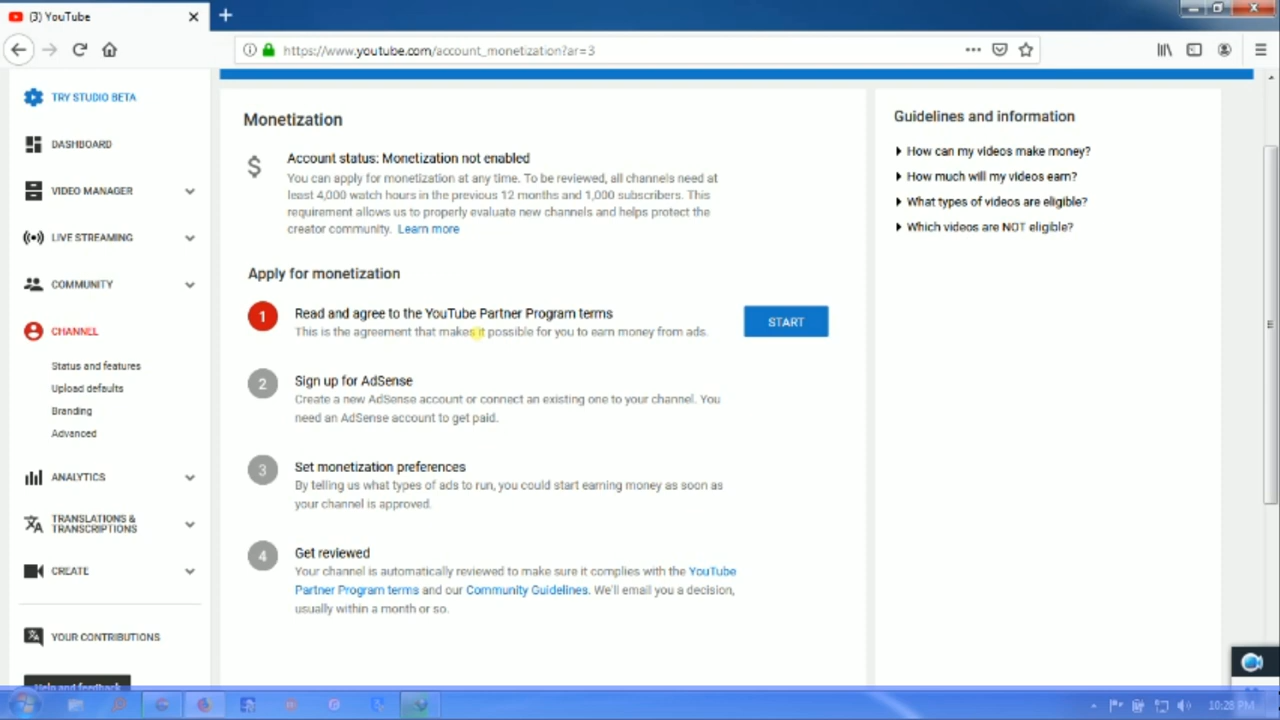 (3) YouTube
https://www.youtube.com/account_monetization?ar=3
TRY STUDIO BETA
DASHBOARD
VIDEO MANAGER
LIVE STREAMING
COMMUNITY
CHANNEL
Status and features
Upload defaults
Branding
Advanced
ANALYTICS
TRANSLATIONS &
TRANSCRIPTIONS
CREATE
YOUR CONTRIBUTIONS
Help and feedback
Monetization
$
Account status: Monetization not enabled
You can apply for monetization at any time. To be reviewed, all channels need at
least 4,000 watch hours in the previous 12 months and 1,000 subscribers. This
requirement allows us to properly evaluate new channels and helps protect the
creator community. Learn more
Apply for monetization
1
Read and agree to the YouTube Partner Program terms
This is the agreement that makes it possible for you to earn money from ads.
START
2
Sign up for AdSense
Create a new AdSense account or connect an existing one to your channel. You
need an AdSense account to get paid.
3
Set monetization preferences
By telling us what types of ads to run, you could start earning money as soon as
your channel is approved.
4
Get reviewed
Your channel is automatically reviewed to make sure it complies with the YouTube
Partner Program terms and our Community Guidelines. We'll email you a decision,
usually within a month or so.
Guidelines and information
How can my videos make money?
How much will my videos earn?
What types of videos are eligible?
Which videos are NOT eligible?
10:28 PM